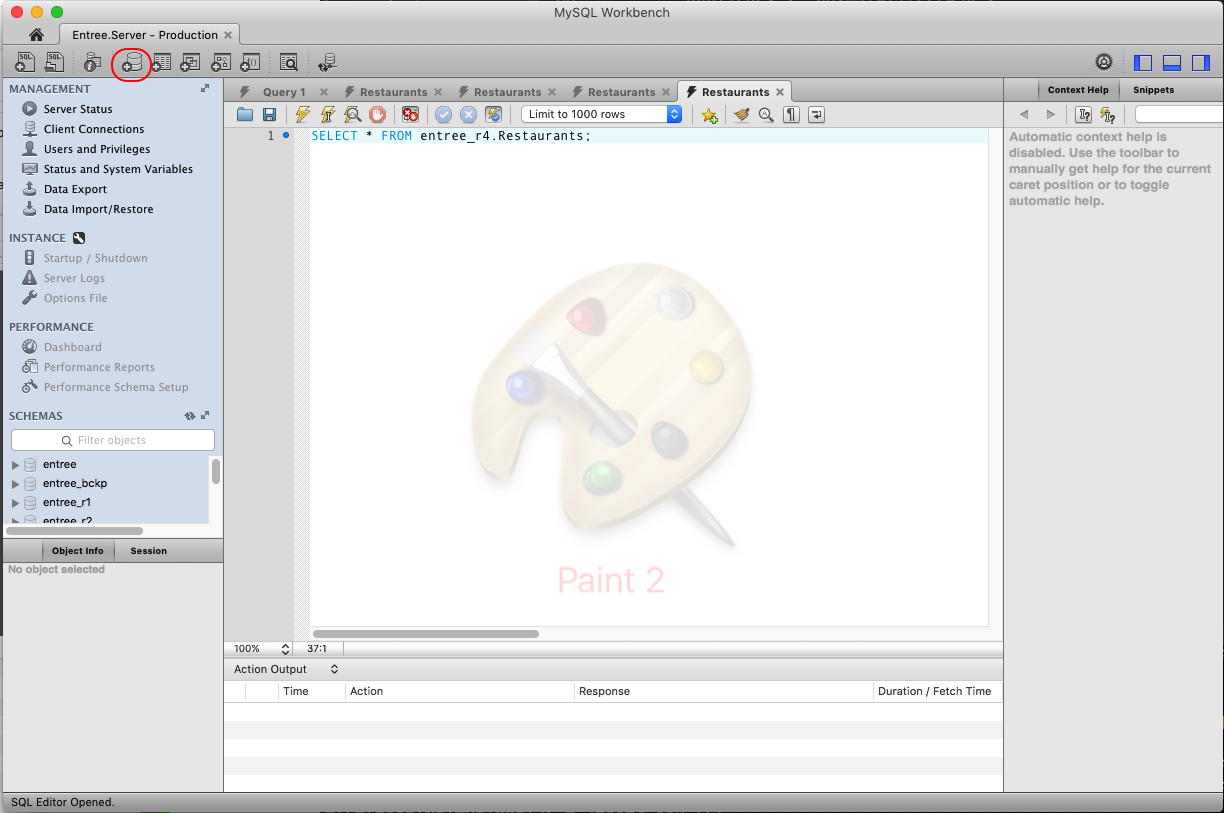 MySQL Workbench
Entree.Server - Production
SQL SQL
MANAGEMENT
Server Status
Client Connections
Users and Privileges
Status and System Variables
Data Export
Data Import/Restore
INSTANCE
Startup / Shutdown
Server Logs
Options File
PERFORMANCE
Dashboard
Performance Reports
Performance Schema Setup
SCHEMAS
Filter objects
entree
entree_bckp
entree_r1
entree_r2
Object Info Session
No object selected
Query 1 Restaurants Restaurants Restaurants Restaurants
Limit to 1000 rows
1 SELECT * FROM entree_r4.Restaurants;
Paint 2
100% 37:1
Action Output
Time Action Response Duration / Fetch Time
Context Help Snippets
Automatic context help is
disabled. Use the toolbar to
manually get help for the current
caret position or to toggle
automatic help.
SQL Editor Opened.